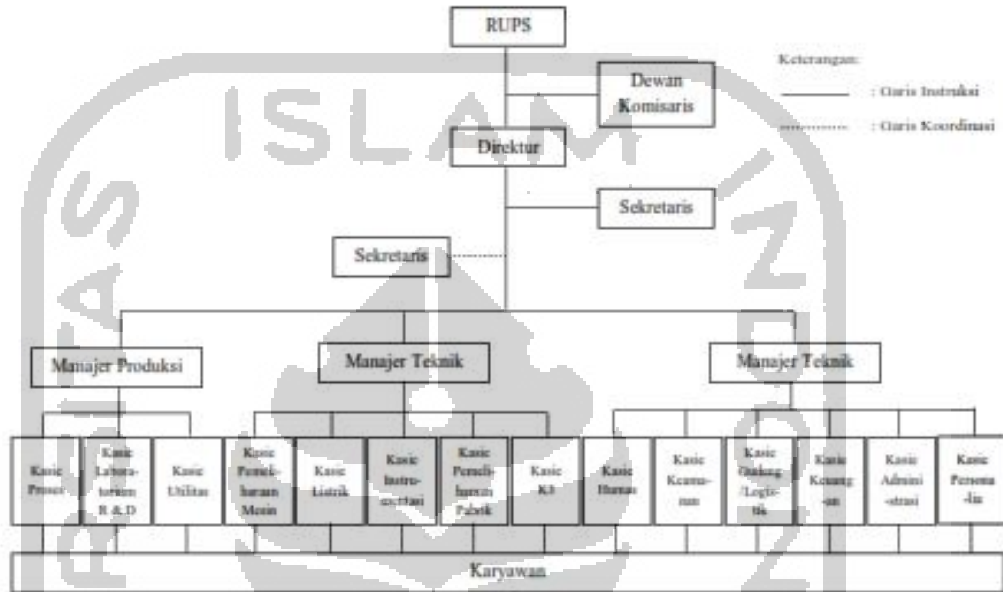 RUPS
Keterangan:
Dewan
Komisaris
: Garis Instruksi
: Garis Koordinasi
Direktur
Sekretaris
Sekretaris
Manajer Produksi
Manajer Teknik
Manajer Teknik
Kasie
Proses
Kasie
Labora-
torium
R & D
Kasie
Utilitas
Kasie
Pemeli-
haraan
Mesin
Kasie
Listrik
Kasie
Instru-
mentasi
Kasie
Pemeli-
haraan
Pabrik
Kasie
K3
Kasie
Humas
Kasie
Keama-
nan
Kasie
Gudang
/Logis-
tik
Kasie
Keuang-
an
Kasie
Admini
-strasi
Kasie
Persona
-lia
Karyawan
ISLAM